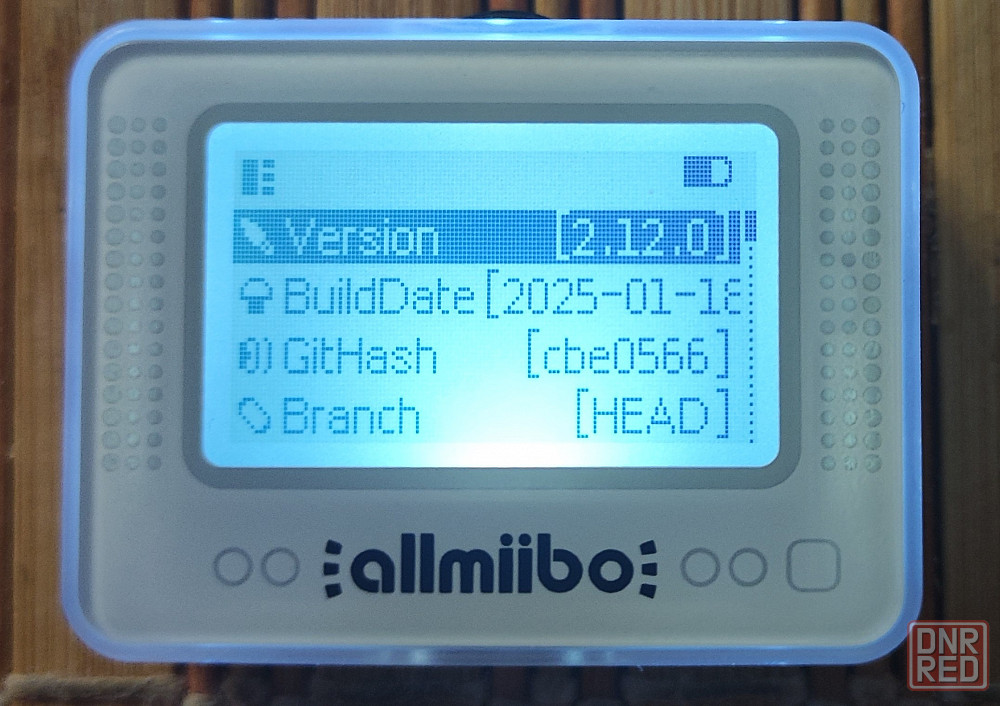 Version [2.12.0]
BuildDate [2025-01-18
GitHash [cbe0566]
Branch [HEAD]
allmiibo
DNR
RED